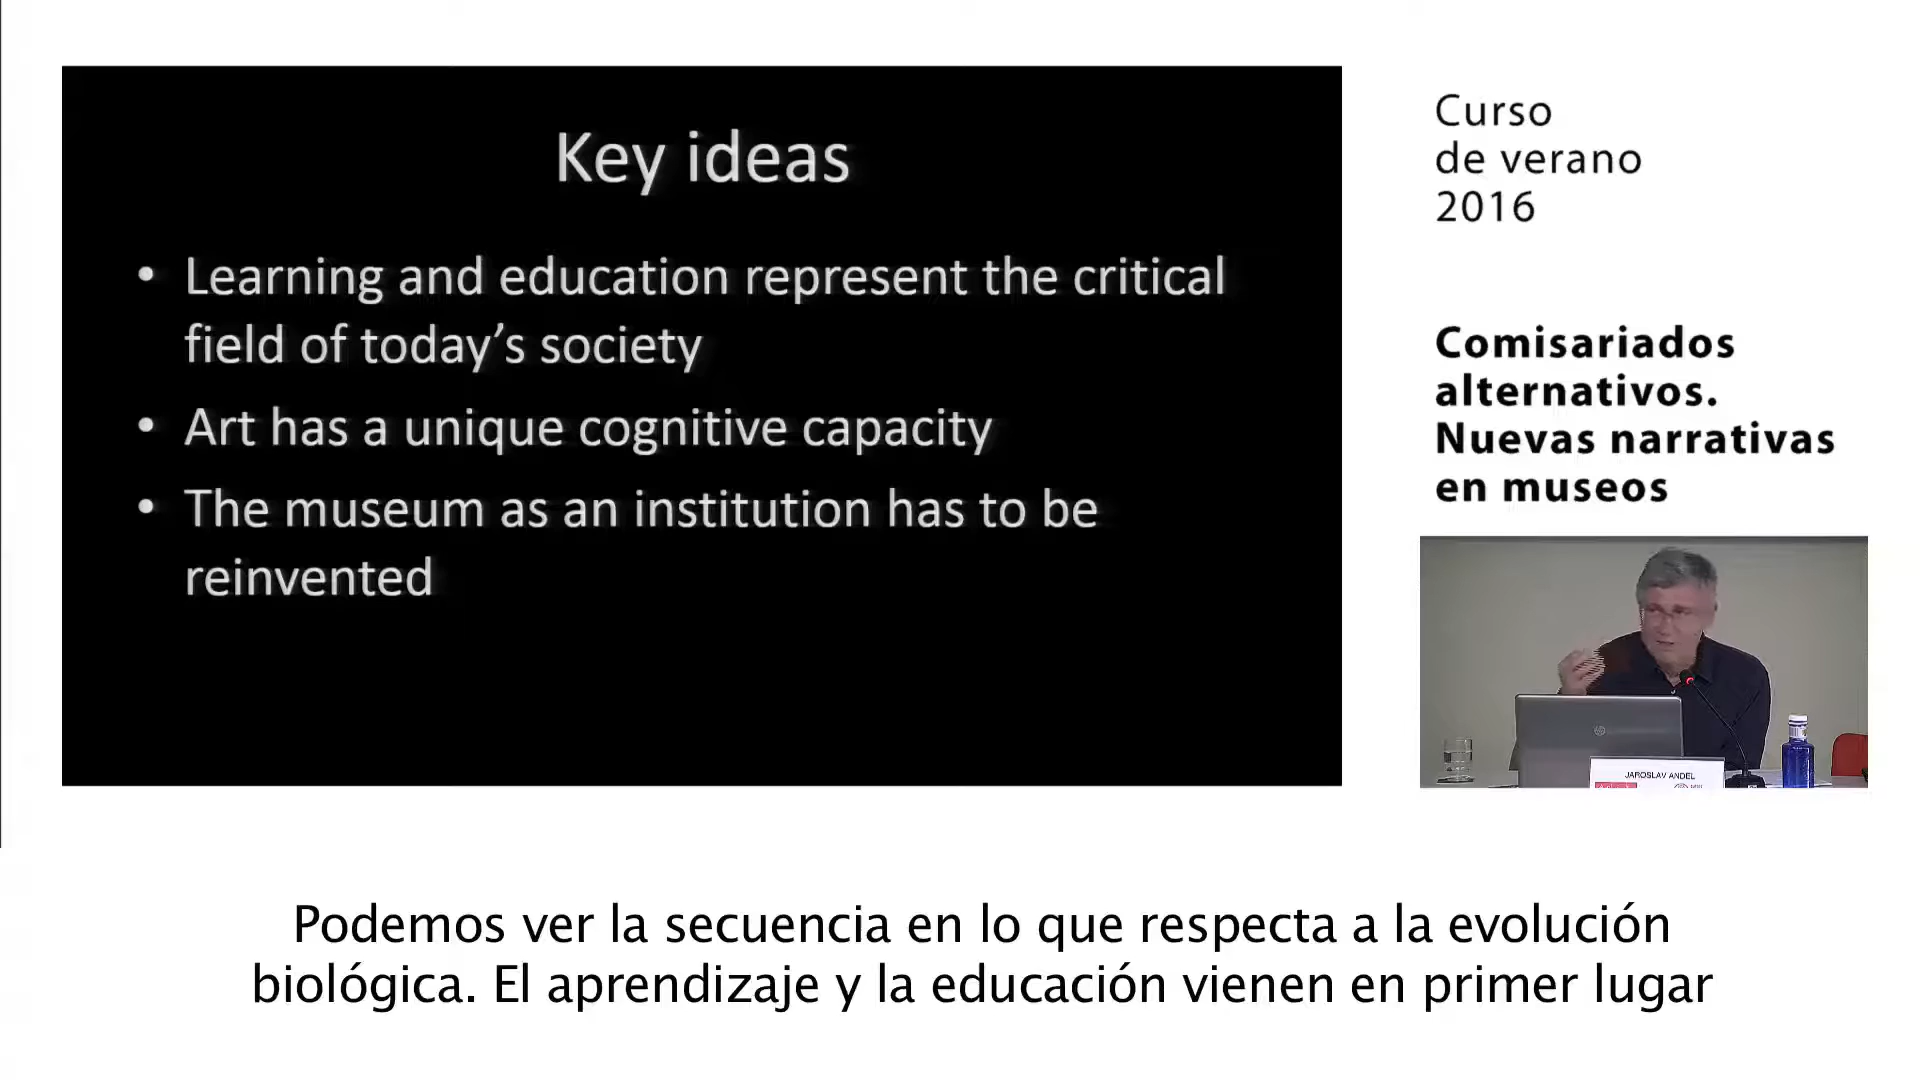 Key ideas
• Learning and education represent the critical
field of today’s society
• Art has a unique cognitive capacity
• The museum as an institution has to be
reinvented
Curso
de verano
2016
Comisariados
alternativos.
Nuevas narrativas
en museos
JAROSLAV ANDEL
hp
Podemos ver la secuencia en lo que respecta a la evolución
biológica. El aprendizaje y la educación vienen en primer lugar